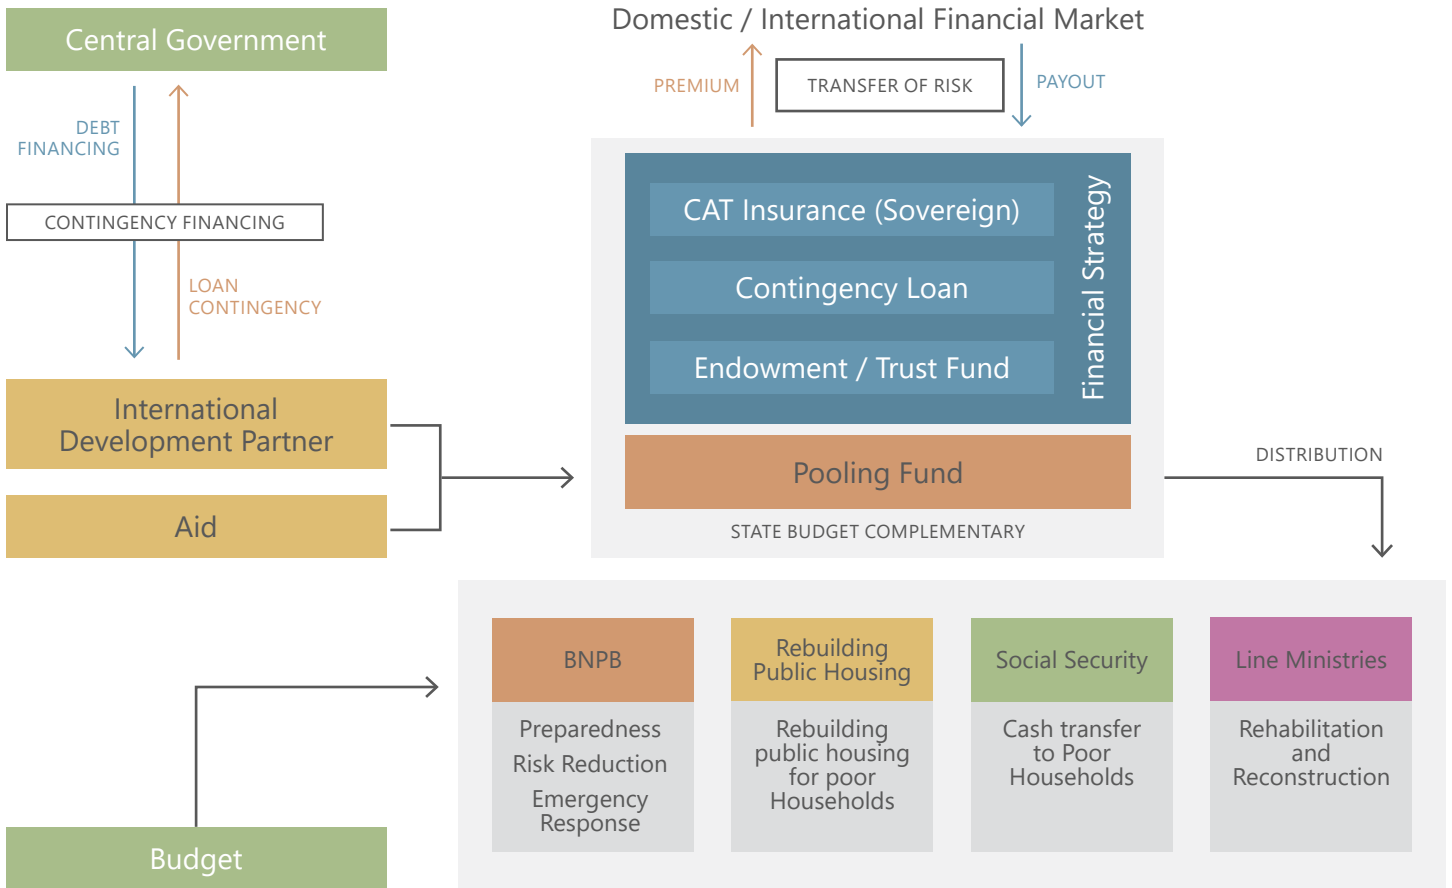 Central Government
DEBT
FINANCING
CONTINGENCY FINANCING
LOAN
CONTINGENCY
International
Development Partner
Aid
Domestic / International Financial Market
PREMIUM
TRANSFER OF RISK
PAYOUT
CAT Insurance (Sovereign)
Contingency Loan
Endowment / Trust Fund
Financial Strategy
Pooling Fund
STATE BUDGET COMPLEMENTARY
DISTRIBUTION
BNPB
Preparedness
Risk Reduction
Emergency
Response
Rebuilding
Public Housing
Rebuilding
public housing
for poor
Households
Social Security
Cash transfer
to Poor
Households
Line Ministries
Rehabilitation
and
Reconstruction
Budget